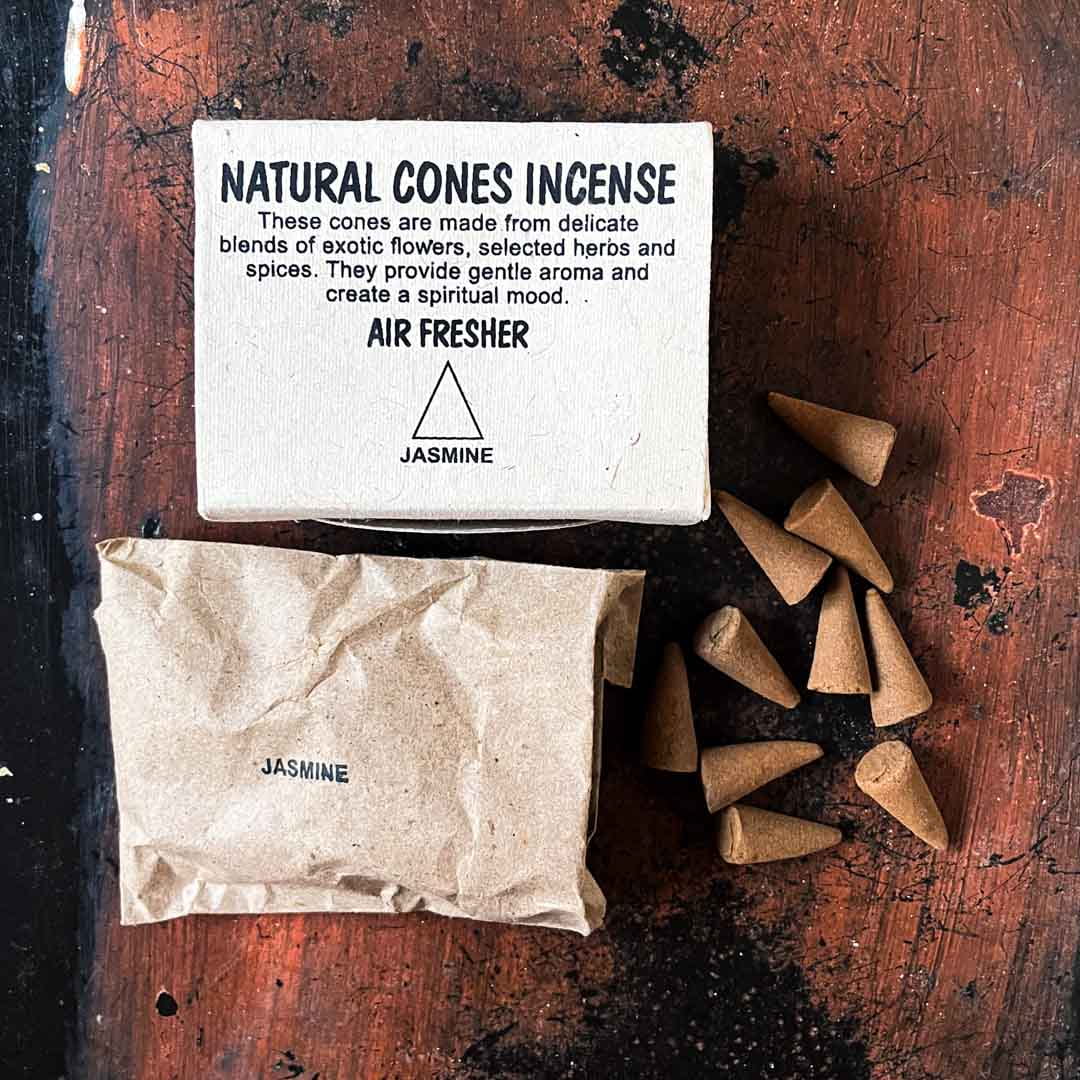 NATURAL CONES INCENSE
These cones are made from delicate
blends of exotic flowers, selected herbs and
spices. They provide gentle aroma and
create a spiritual mood.
AIR FRESHER
JASMINE
JASMINE